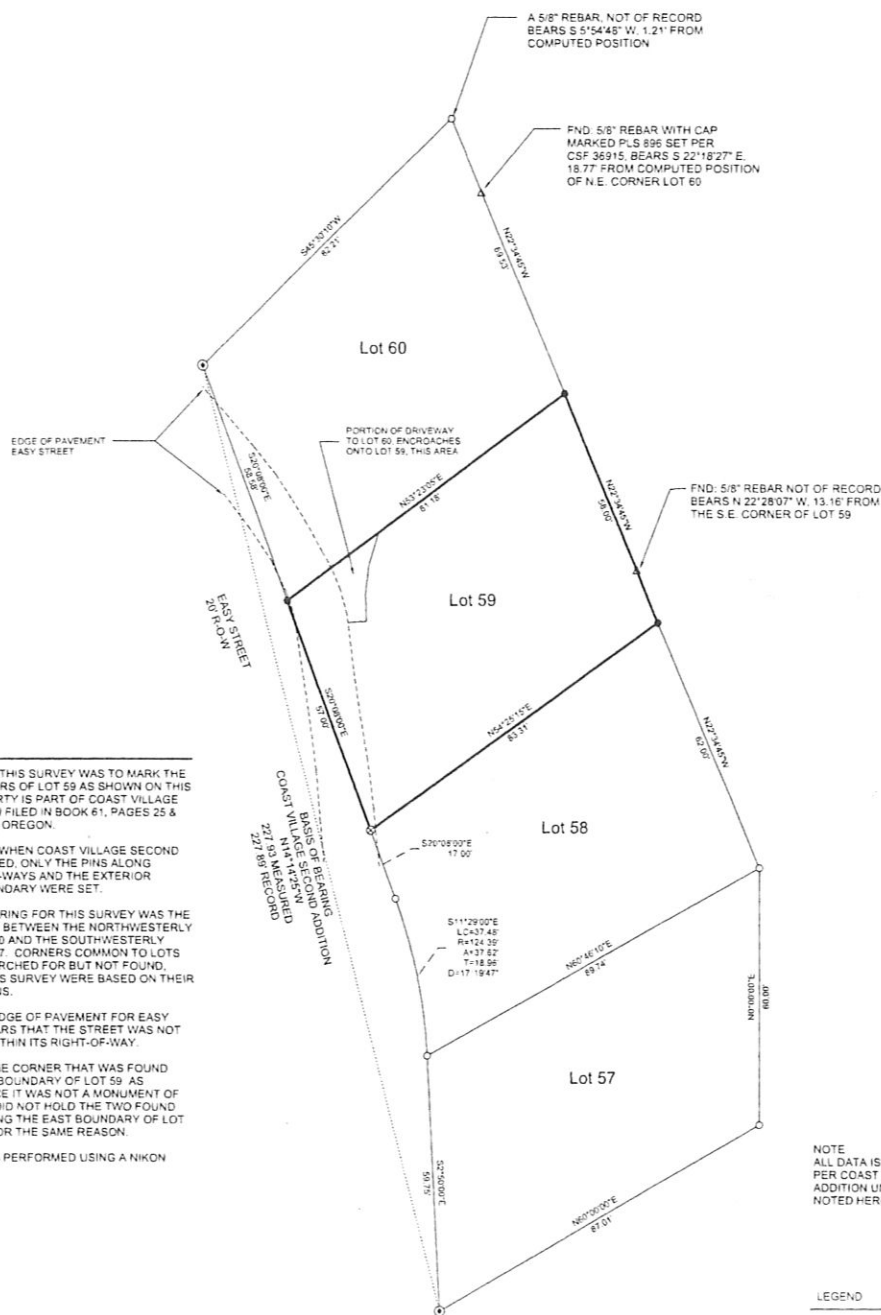 A 5/8" REBAR, NOT OF RECORD
BEARS S 5°54'48" W, 1.21' FROM
COMPUTED POSITION
FND: 5/8" REBAR WITH CAP
MARKED PLS 896 SET PER
CSF 36915, BEARS S 22°18'27" E,
18.77' FROM COMPUTED POSITION
OF N.E. CORNER LOT 60
N22°34'45"W
69.53'
62.21'
Lot 60
EDGE OF PAVEMENT
EASY STREET
PORTION OF DRIVEWAY
TO LOT 60, ENCROACHES
ONTO LOT 59, THIS AREA
S20°08'00"E
58.58'
N53°23'05"E
81.18'
N22°34'45"W
58.00'
FND: 5/8" REBAR NOT OF RECORD
BEARS N 22°28'07" W, 13.16' FROM
THE S.E. CORNER OF LOT 59
Lot 59
EASY STREET
20' R-O-W
S20°08'00"E
57.00'
N54°25'15"E
83.31'
N22°34'45"W
62.00'
BASIS OF BEARING
COAST VILLAGE SECOND ADDITION
N14°14'25"W
227.93 MEASURED
227.89' RECORD
Lot 58
S20°08'00"E
17.00'
S11°29'00"E
LC=37.48'
R=124.39'
A=37.62'
T=18.96'
D=17°19'47"
N60°46'10"E
89.74'
N0°00'00"E
60.00'
Lot 57
S2°50'00"E
59.75'
N60°00'00"E
87.01'
THIS SURVEY WAS TO MARK THE
RS OF LOT 59 AS SHOWN ON THIS
RTY IS PART OF COAST VILLAGE
FILED IN BOOK 61, PAGES 25 &
OREGON.
WHEN COAST VILLAGE SECOND
ED, ONLY THE PINS ALONG
-WAYS AND THE EXTERIOR
NDARY WERE SET.
RING FOR THIS SURVEY WAS THE
BETWEEN THE NORTHWESTERLY
0 AND THE SOUTHWESTERLY
7. CORNERS COMMON TO LOTS
RCHED FOR BUT NOT FOUND,
S SURVEY WERE BASED ON THEIR
NS.
DGE OF PAVEMENT FOR EASY
ARS THAT THE STREET WAS NOT
THIN ITS RIGHT-OF-WAY.
E CORNER THAT WAS FOUND
BOUNDARY OF LOT 59 AS
CE IT WAS NOT A MONUMENT OF
DID NOT HOLD THE TWO FOUND
NG THE EAST BOUNDARY OF LOT
OR THE SAME REASON.
S PERFORMED USING A NIKON
NOTE
ALL DATA IS
PER COAST
ADDITION U
NOTED HER
LEGEND